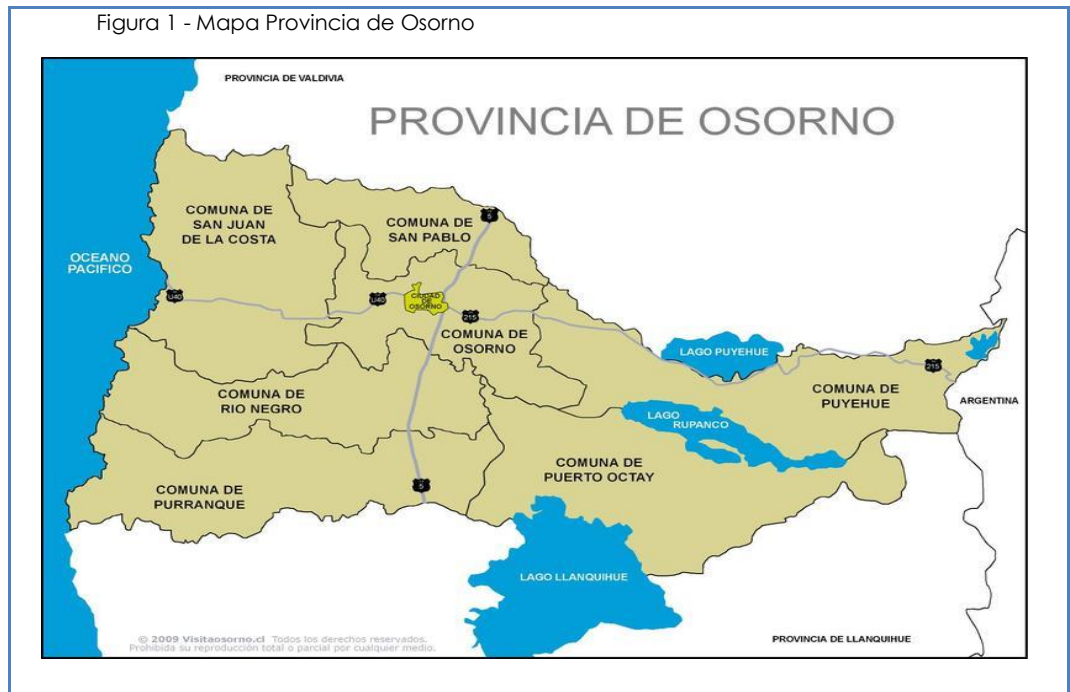 Figura 1 - Mapa Provincia de Osorno
PROVINCIA DE VALDIVIA
PROVINCIA DE OSORNO
COMUNA DE
SAN JUAN
DE LA COSTA
COMUNA DE
SAN PABLO
5
OCEANO
PACIFICO
U40
U40
CIUDAD
DE
OSORNO
215
COMUNA DE
OSORNO
LAGO PUYEHUE
215
COMUNA DE
PUYEHUE
ARGENTINA
COMUNA DE
RIO NEGRO
LAGO
RUPANCO
COMUNA DE
PUERTO OCTAY
COMUNA DE
PURRANQUE
5
LAGO LLANQUIHUE
© 2009 Visitaosorno.cl Todos los derechos reservados.
Prohibida su reproducción total o parcial por cualquier medio.
PROVINCIA DE LLANQUIHUE